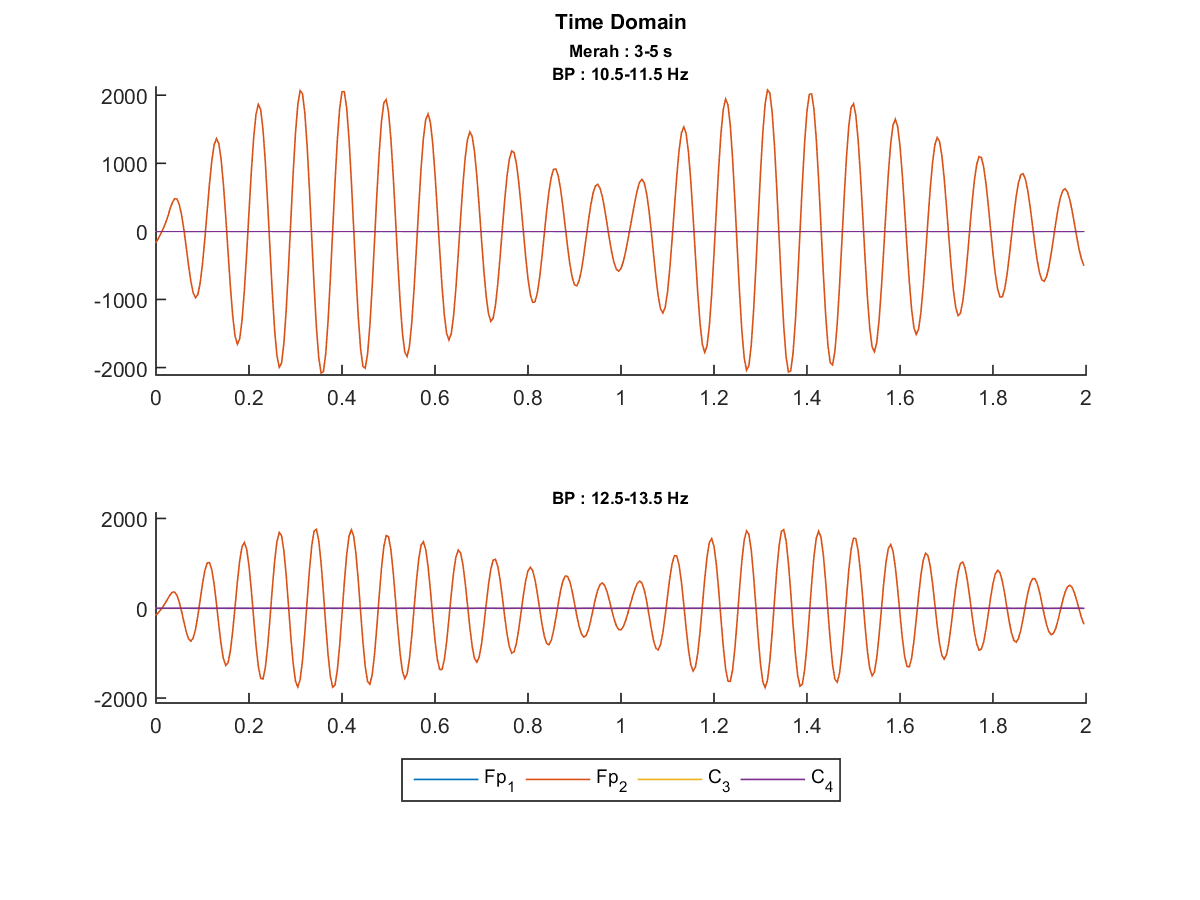 Time Domain
Merah : 3-5 s
BP : 10.5-11.5 Hz
2000
1000
0
-1000
-2000
0 0.2 0.4 0.6 0.8 1 1.2 1.4 1.6 1.8 2
BP : 12.5-13.5 Hz
2000
0
-2000
0 0.2 0.4 0.6 0.8 1 1.2 1.4 1.6 1.8 2
Fp1 Fp2 C3 C4